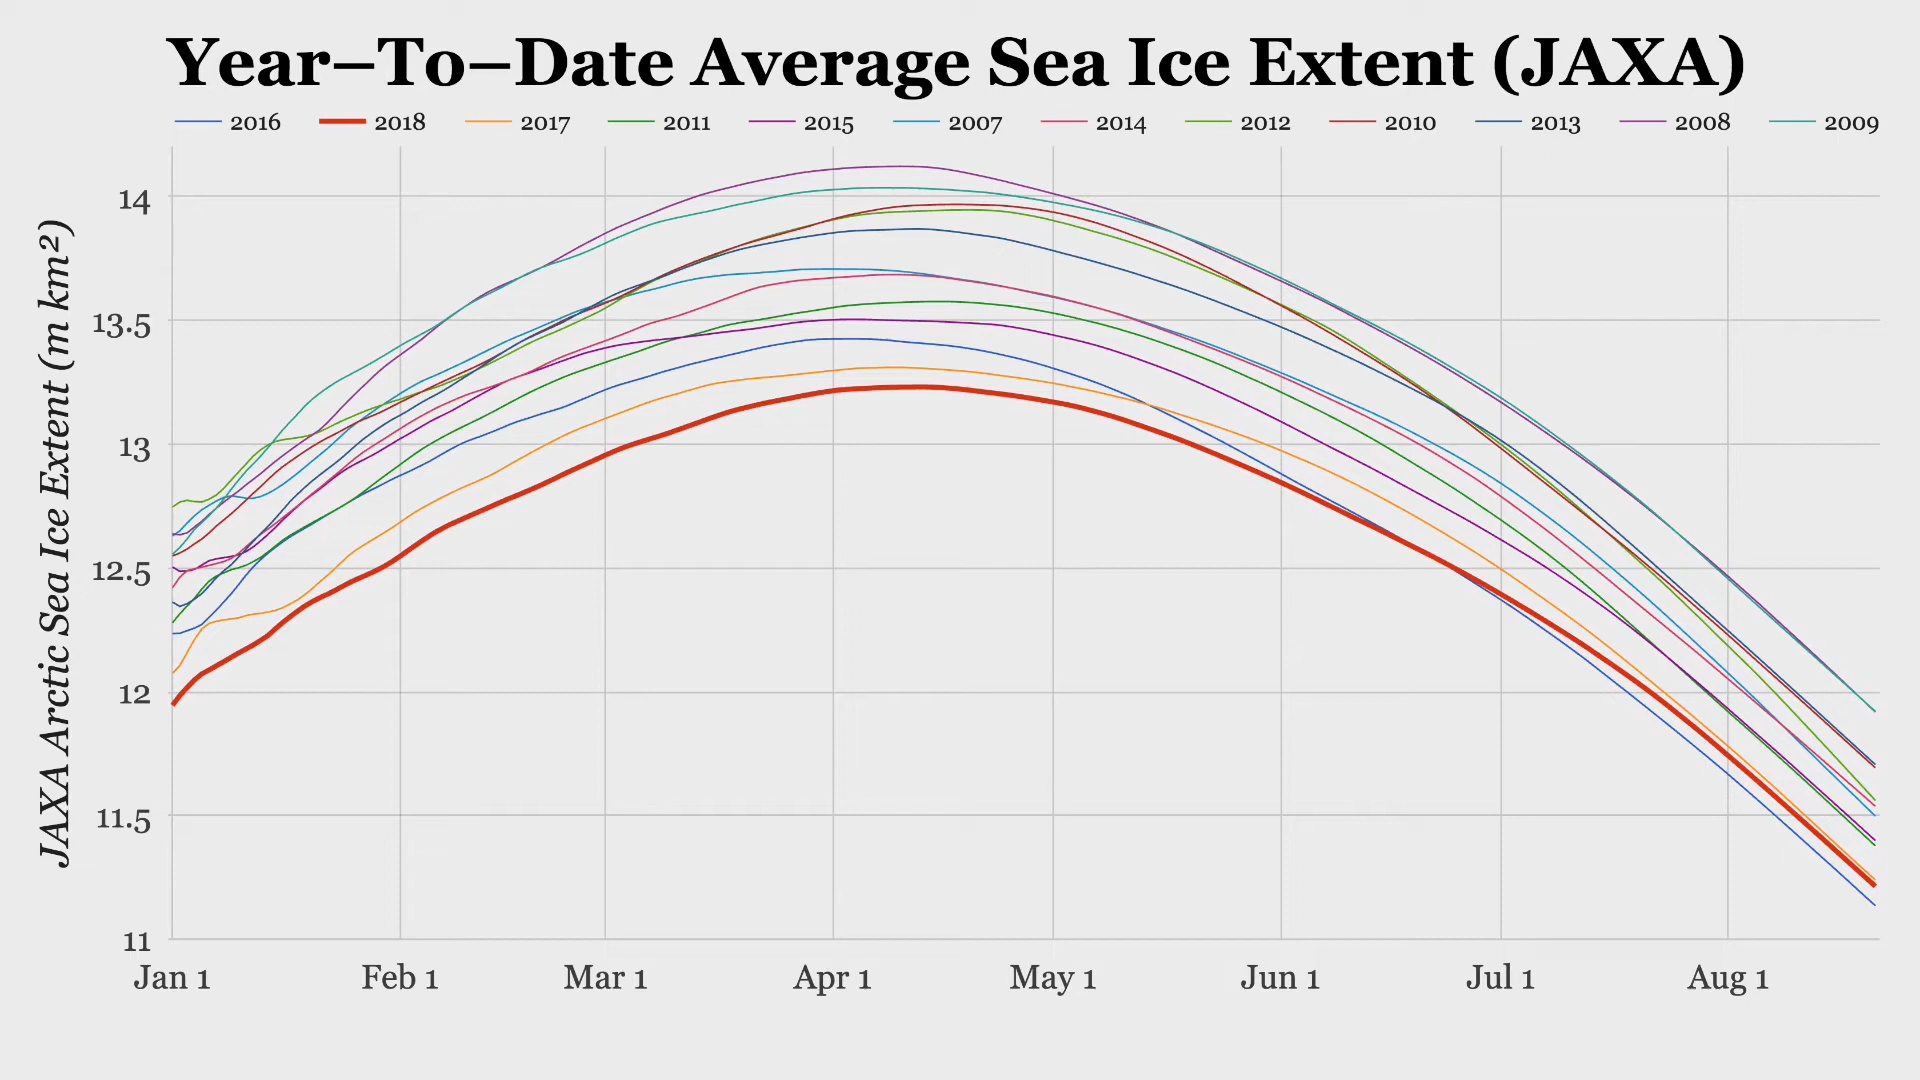 Year–To–Date Average Sea Ice Extent (JAXA)
2016 2018 2017 2011 2015 2007 2014 2012 2010 2013 2008 2009
JAXA Arctic Sea Ice Extent (m km²)
14
13.5
13
12.5
12
11.5
11
Jan 1 Feb 1 Mar 1 Apr 1 May 1 Jun 1 Jul 1 Aug 1